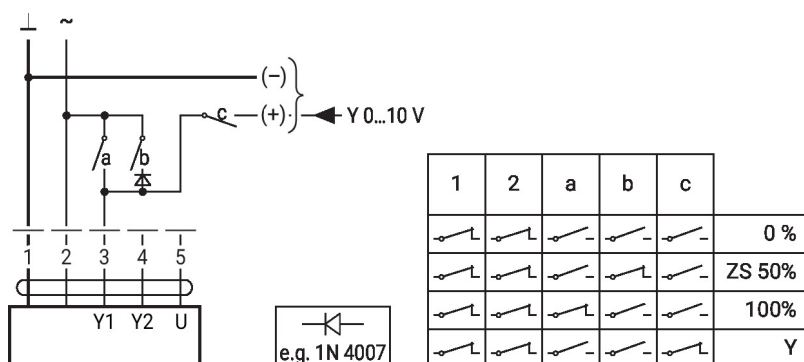 ⊥ ~
(–)
c (+) Y 0...10 V
a b
1 2 3 4 5
Y1 Y2 U
e.g. 1N 4007
1 2 a b c
0 %
ZS 50%
100%
Y